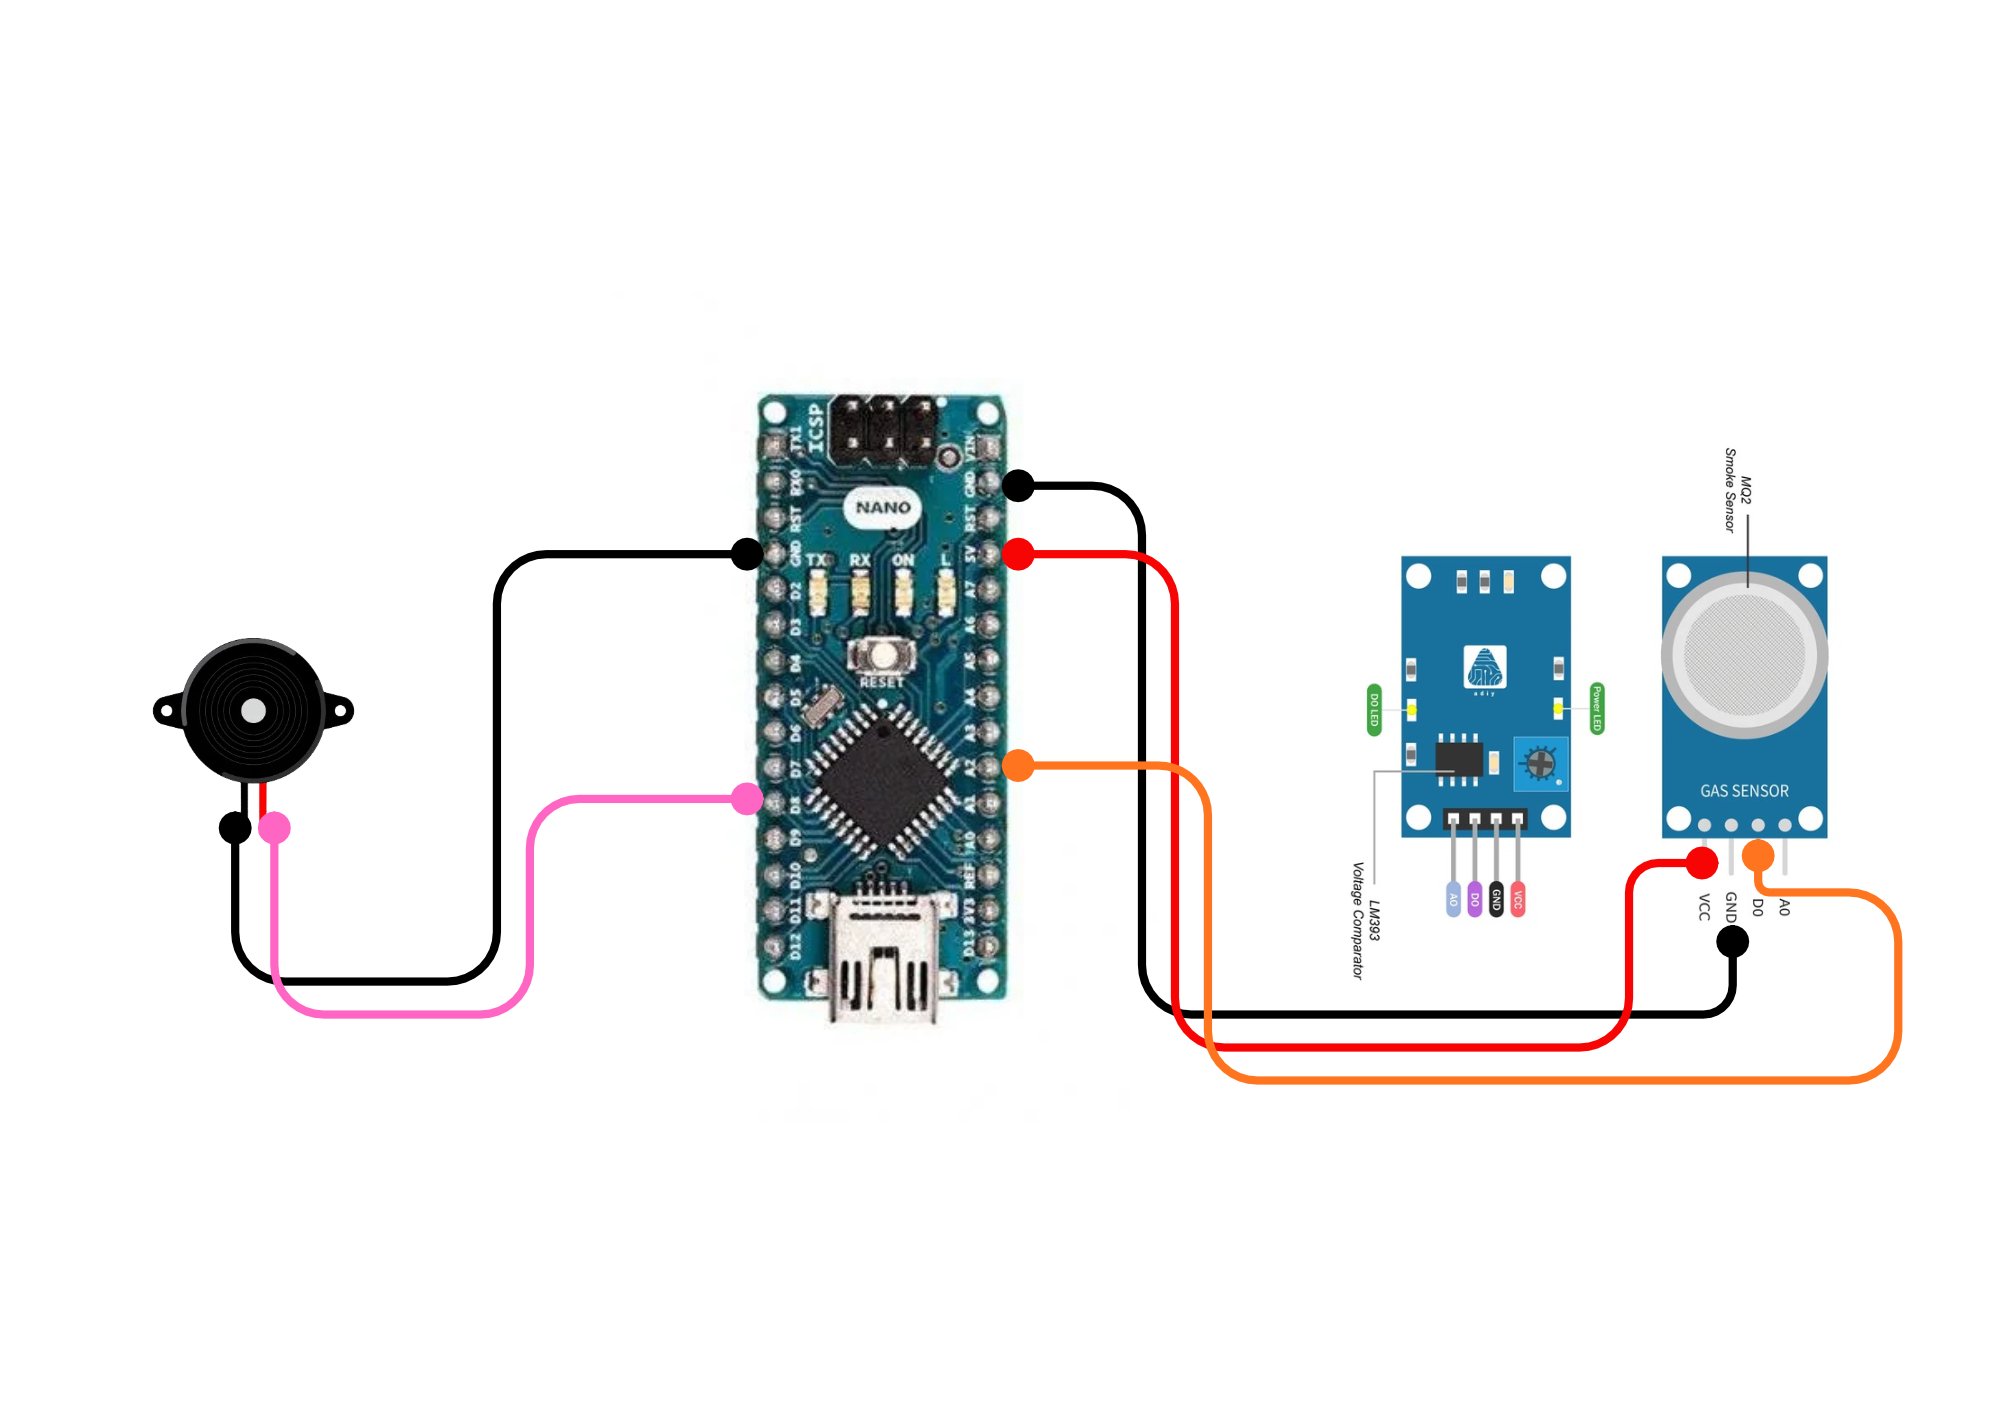 ICSP
TX1
RX0
RST
GND
D2
D3
D4
D5
D6
D7
D8
D9
D10
D11
D12
NANO
TX
RX
ON
L
RESET
VIN
GND
RST
5V
A7
A6
A5
A4
A3
A2
A1
A0
REF
3V3
D13
DO LED
Power LED
adiy
A0
DO
GND
VCC
LM393
Voltage Comparator
MQ2
Smoke Sensor
GAS SENSOR
VCC
GND
D0
A0